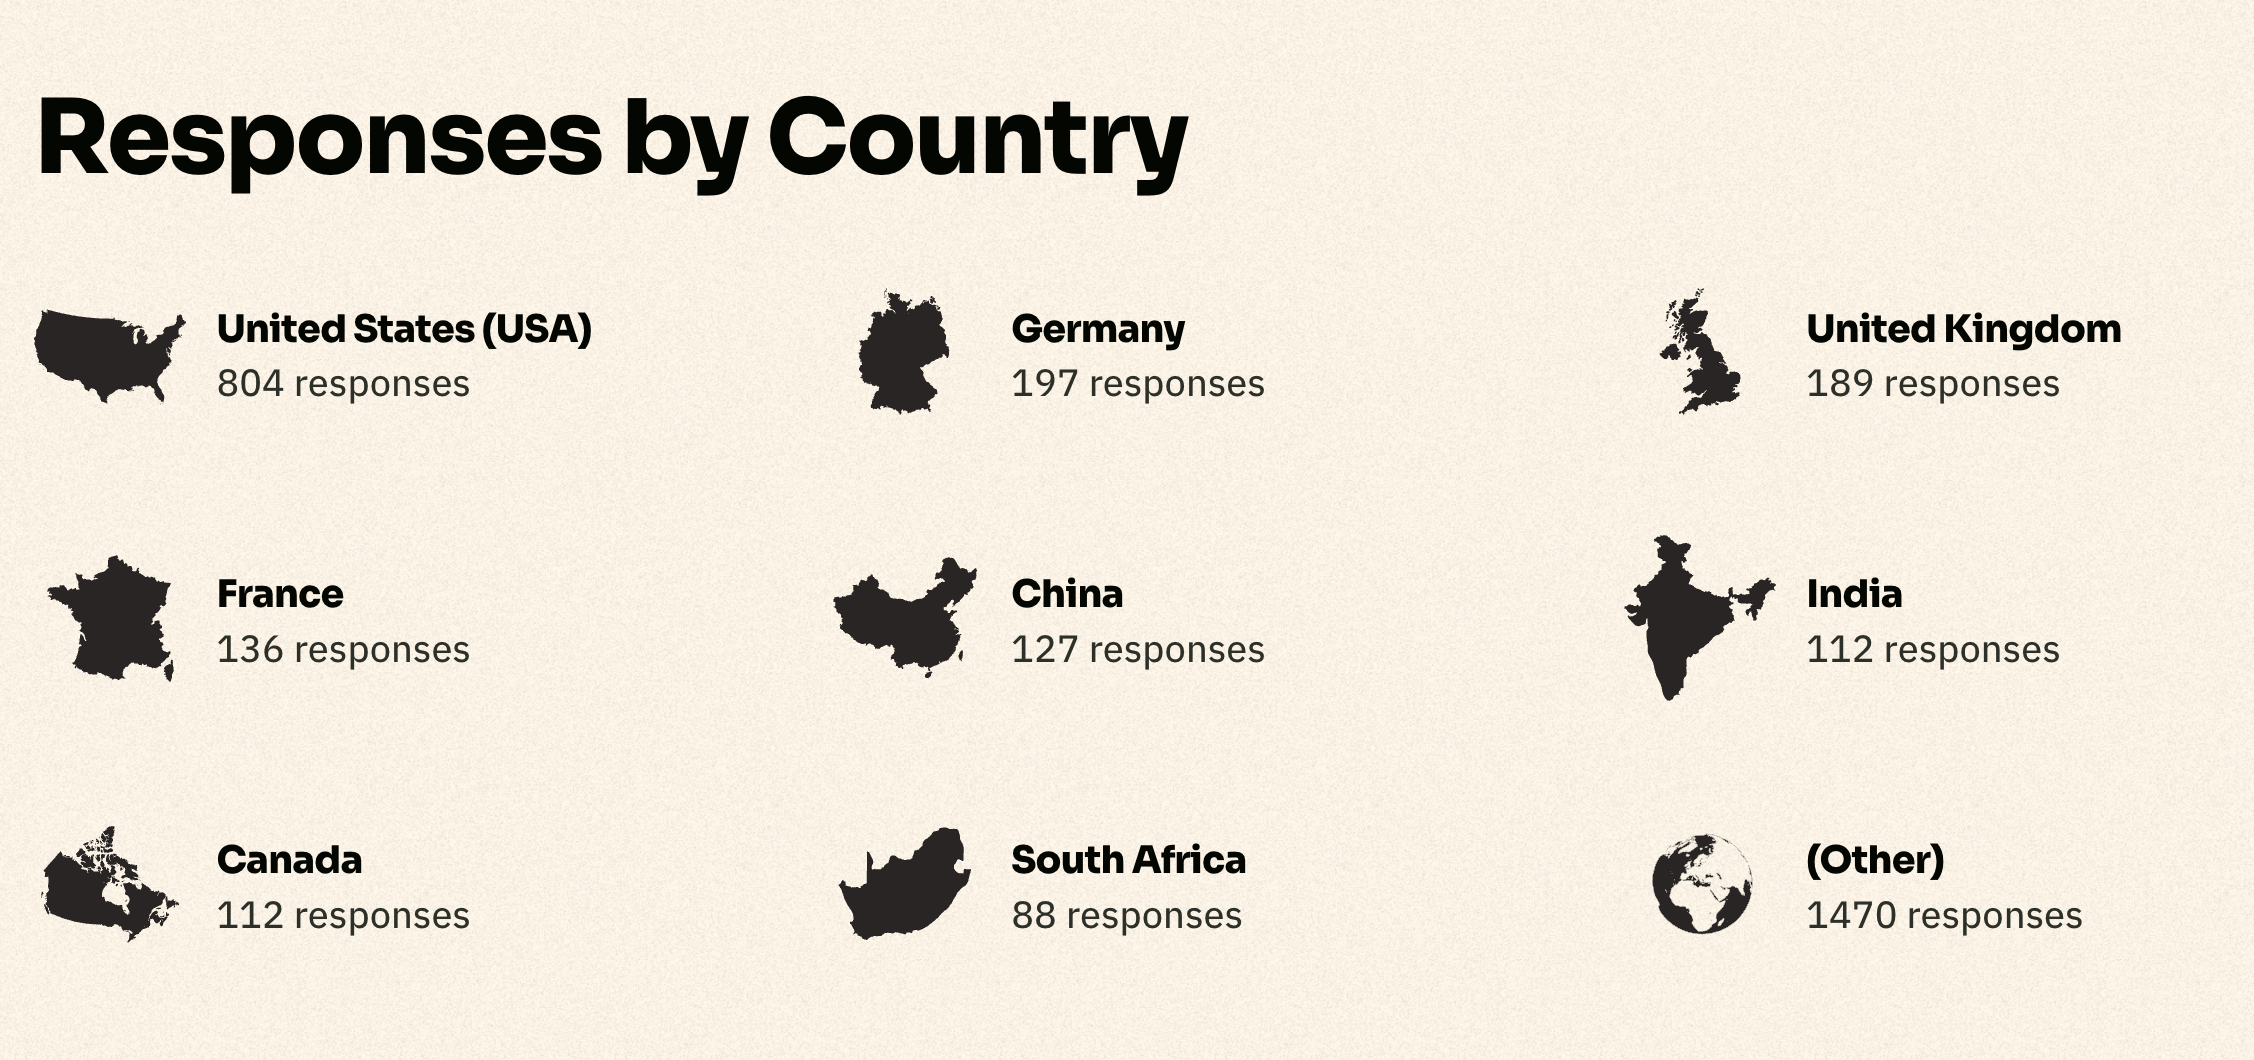 Responses by Country
United States (USA)
804 responses
Germany
197 responses
United Kingdom
189 responses
France
136 responses
China
127 responses
India
112 responses
Canada
112 responses
South Africa
88 responses
(Other)
1470 responses